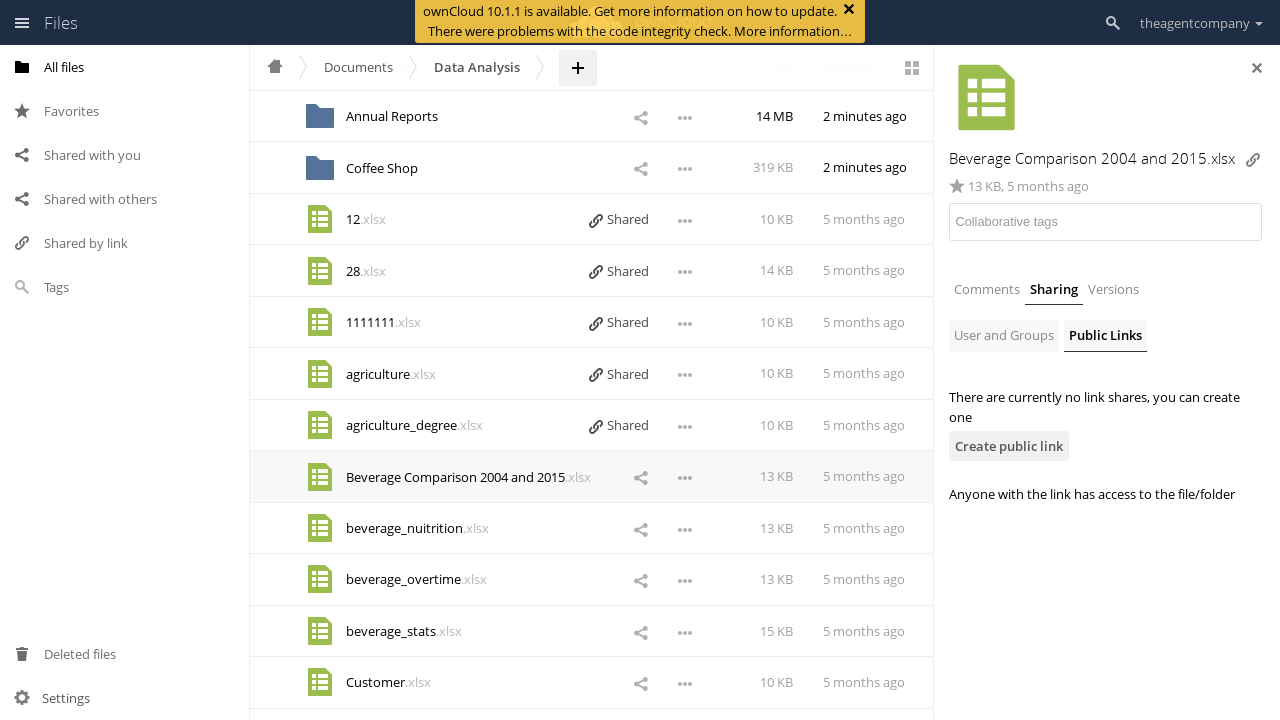 Files
ownCloud 10.1.1 is available. Get more information on how to update.
There were problems with the code integrity check. More information…
theagentcompany
All files
Favorites
Shared with you
Shared with others
Shared by link
Tags
Deleted files
Settings
Documents
Data Analysis
Annual Reports 14 MB 2 minutes ago
Coffee Shop 319 KB 2 minutes ago
12.xlsx Shared 10 KB 5 months ago
28.xlsx Shared 14 KB 5 months ago
1111111.xlsx Shared 10 KB 5 months ago
agriculture.xlsx Shared 10 KB 5 months ago
agriculture_degree.xlsx Shared 10 KB 5 months ago
Beverage Comparison 2004 and 2015.xlsx 13 KB 5 months ago
beverage_nuitrition.xlsx 13 KB 5 months ago
beverage_overtime.xlsx 13 KB 5 months ago
beverage_stats.xlsx 15 KB 5 months ago
Customer.xlsx 10 KB 5 months ago
Beverage Comparison 2004 and 2015.xlsx
13 KB, 5 months ago
Collaborative tags
Comments Sharing Versions
User and Groups Public Links
There are currently no link shares, you can create
one
Create public link
Anyone with the link has access to the file/folder